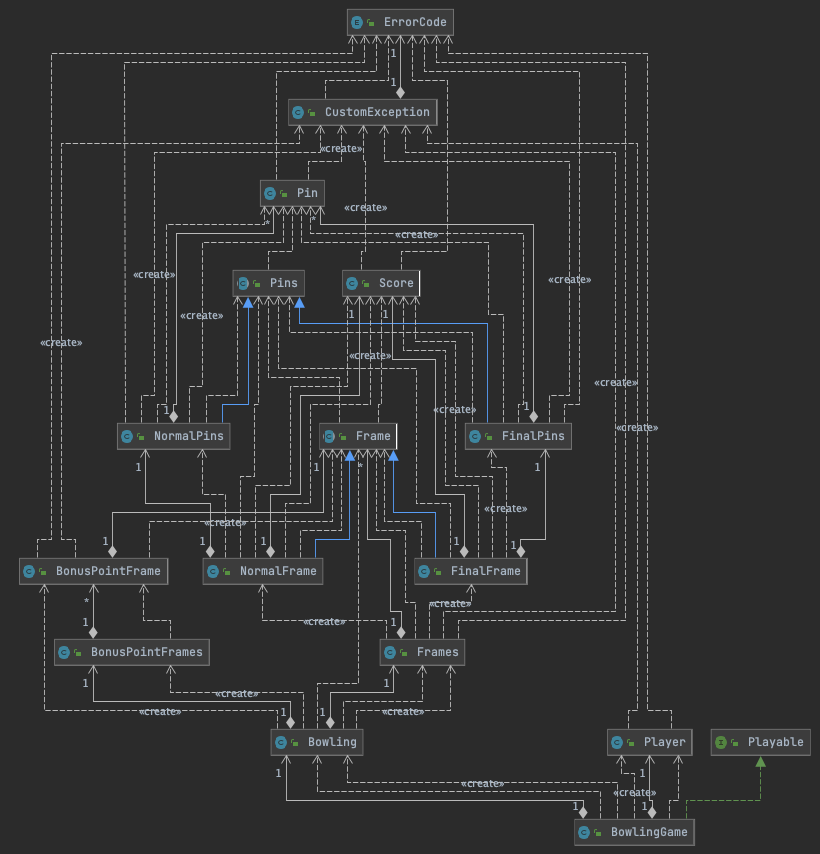 ErrorCode
1
1
CustomException
«create»
Pin
«create»
*
*
«create»
«create»
«create»
Pins
Score
«create»
1
1
«create»
«create»
«create»
«create»
1
1
«create»
NormalPins
Frame
FinalPins
1
1
*
1
«create»
«create»
1
1
1
1
1
BonusPointFrame
NormalFrame
FinalFrame
*
«create»
1
«create»
1
BonusPointFrames
Frames
1
1
«create»
1
1
«create»
«create»
Bowling
Player
Playable
1
1
«create»
«create»
1
1
BowlingGame